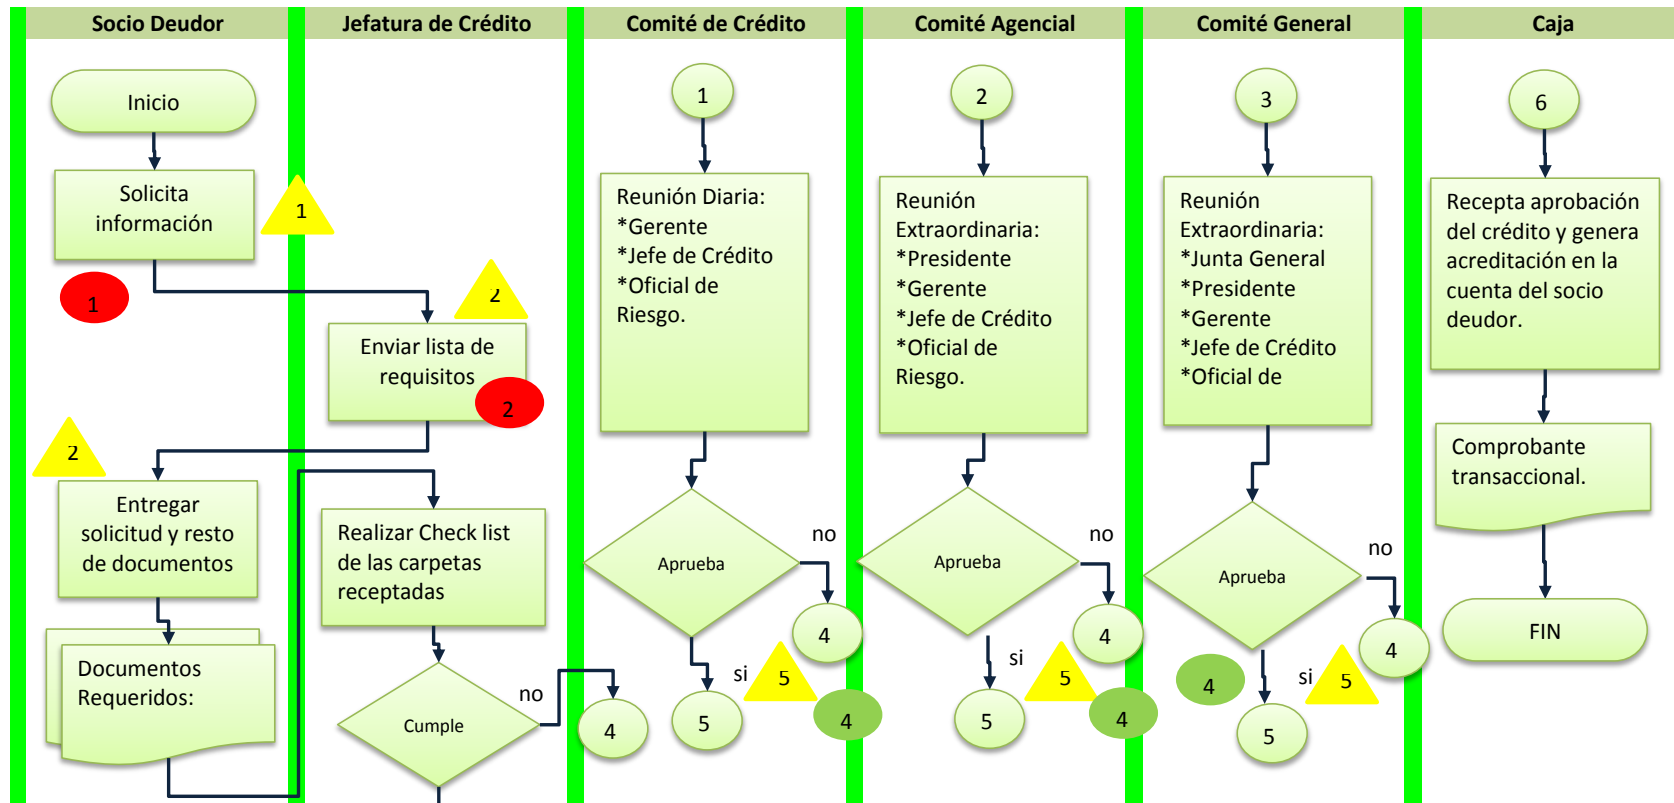 Socio Deudor
Jefatura de Crédito
Comité de Crédito
Comité Agencial
Comité General
Caja
Inicio
Solicita
información
1
1
2
Enviar lista de
requisitos
2
2
Entregar
solicitud y resto
de documentos
Documentos
Requeridos:
Realizar Check list
de las carpetas
receptadas
Cumple
no
4
1
Reunión Diaria:
*Gerente
*Jefe de Crédito
*Oficial de
Riesgo.
Aprueba
no
4
si
5
5
4
2
Reunión
Extraordinaria:
*Presidente
*Gerente
*Jefe de Crédito
*Oficial de
Riesgo.
Aprueba
no
4
si
5
5
4
3
Reunión
Extraordinaria:
*Junta General
*Presidente
*Gerente
*Jefe de Crédito
*Oficial de
Aprueba
no
4
4
si
5
5
6
Recepta aprobación
del crédito y genera
acreditación en la
cuenta del socio
deudor.
Comprobante
transaccional.
FIN